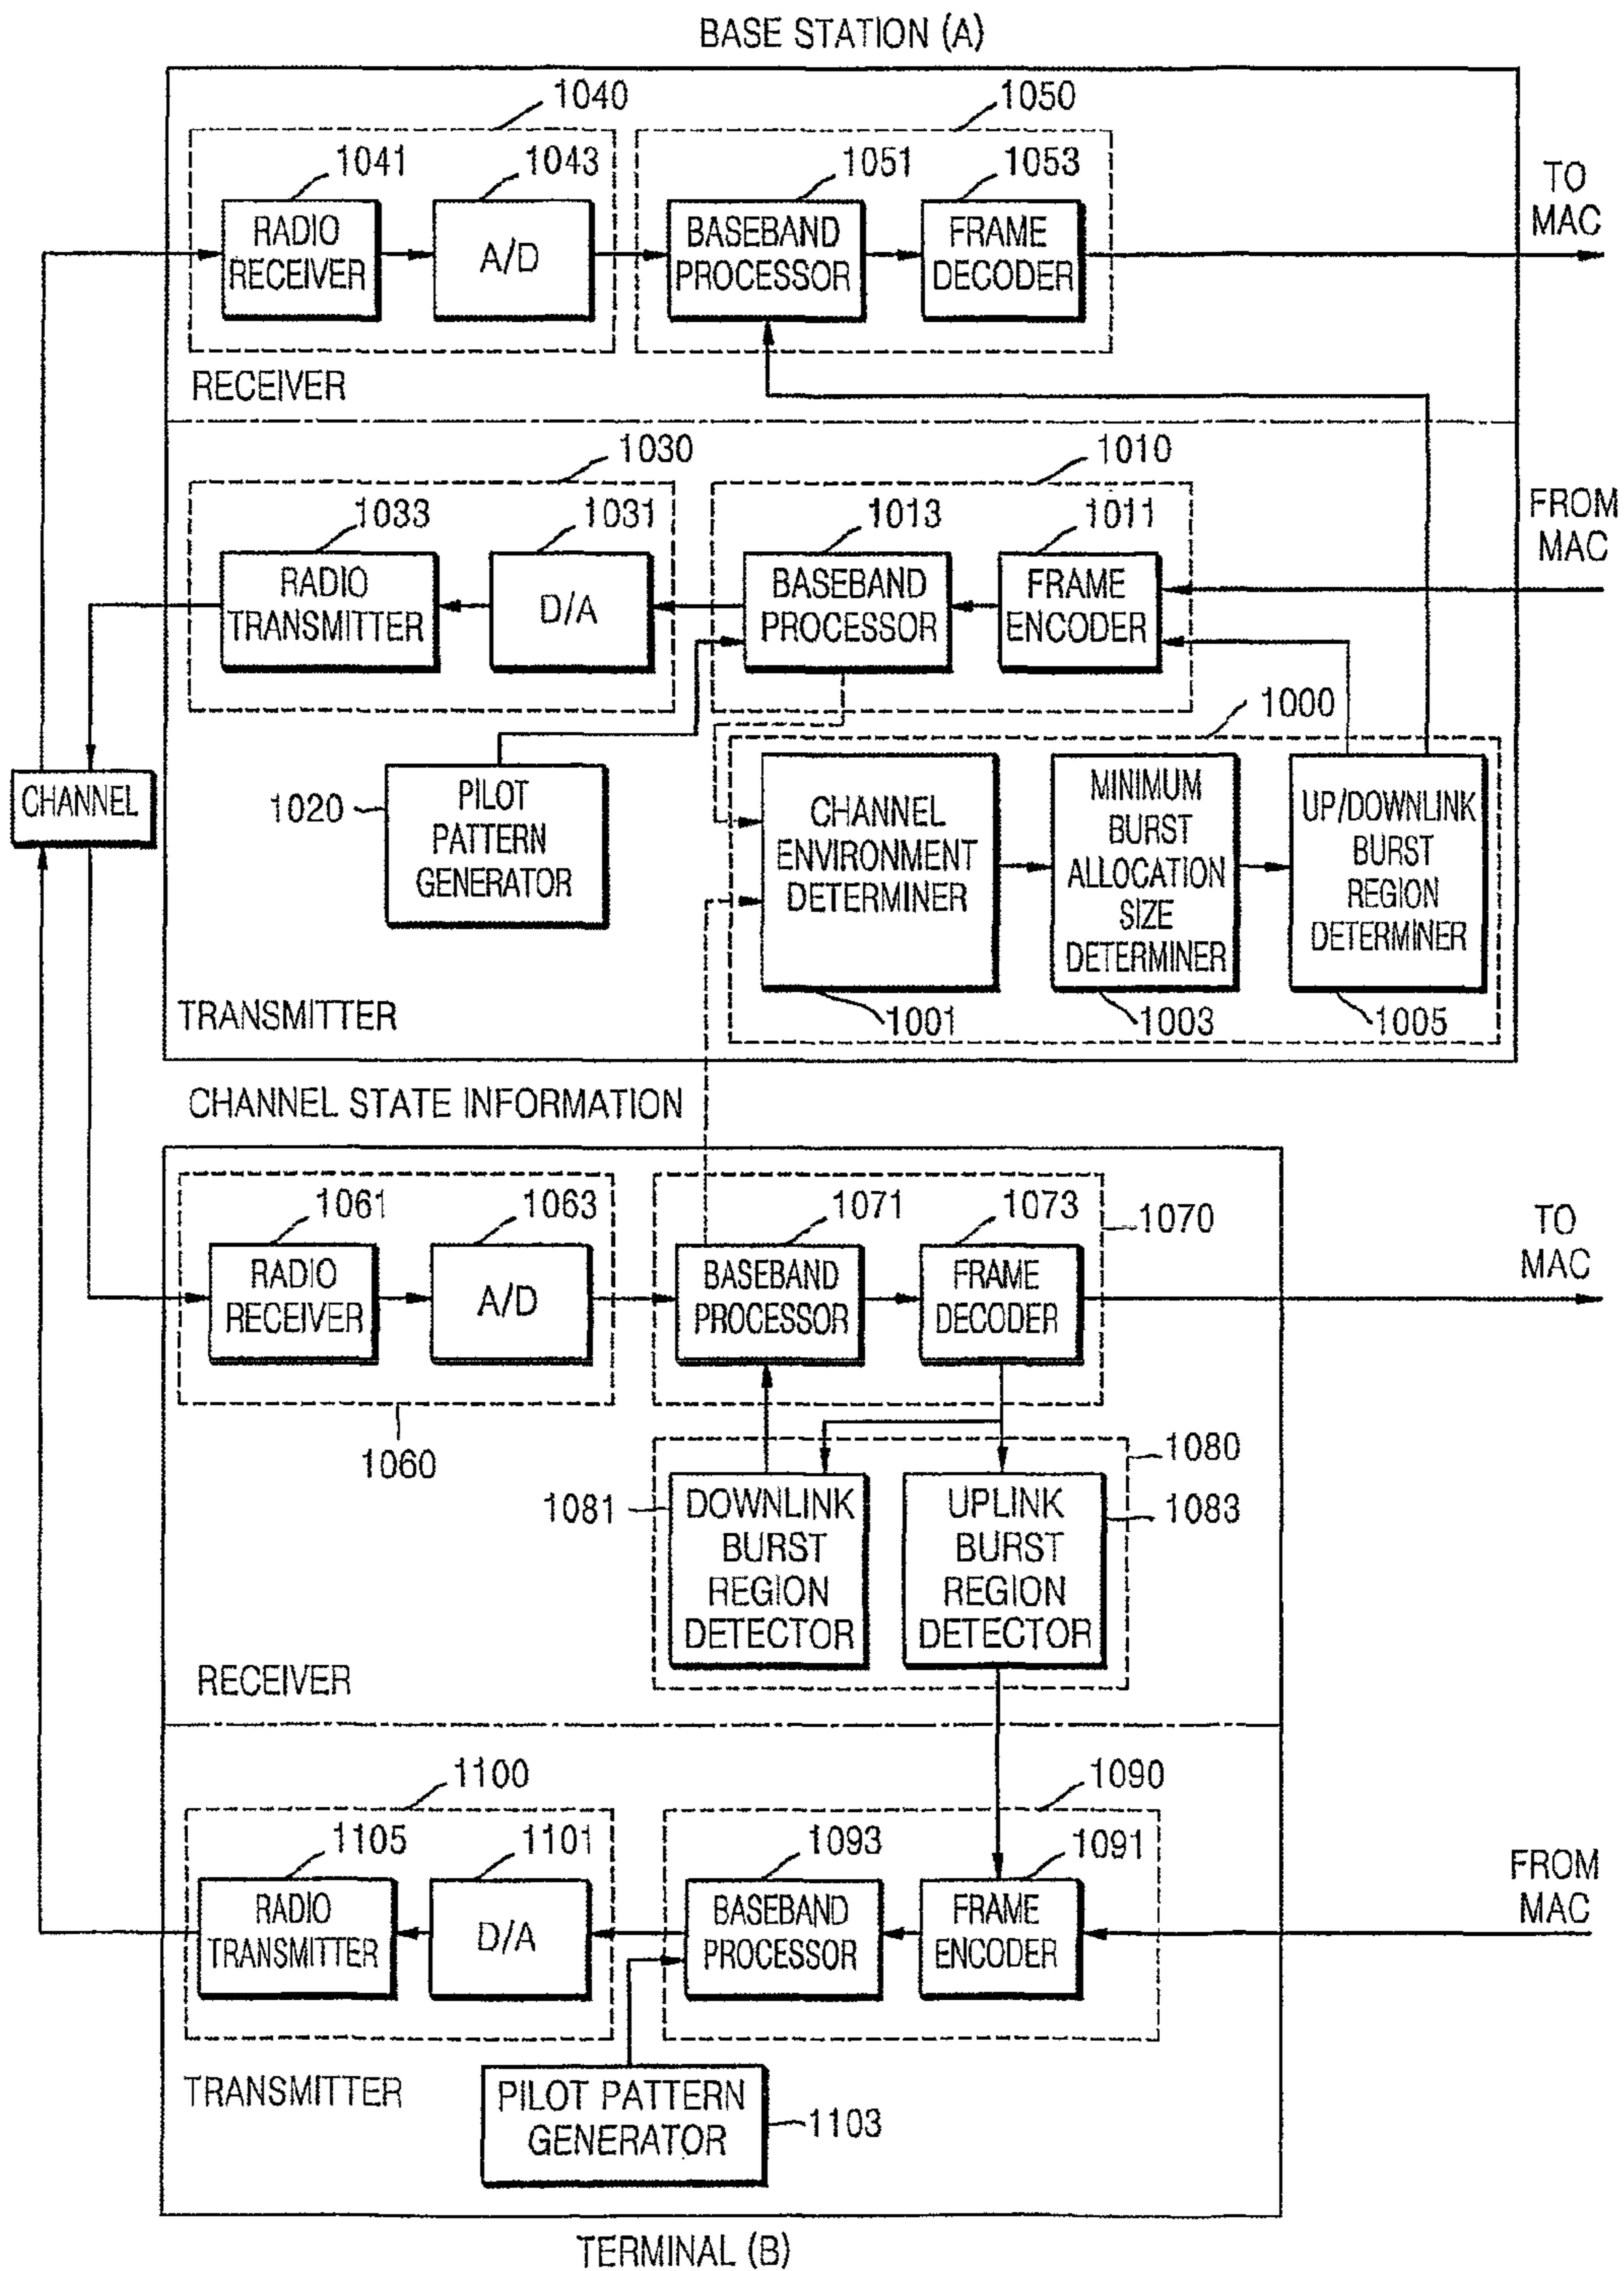 BASE STATION (A)
1040
1050
1041
1043
1051
1053
RADIO
RECEIVER
A/D
BASEBAND
PROCESSOR
FRAME
DECODER
TO
MAC
RECEIVER
1030
1010
1033
1031
1013
1011
RADIO
TRANSMITTER
D/A
BASEBAND
PROCESSOR
FRAME
ENCODER
FROM
MAC
1000
CHANNEL
1020
PILOT
PATTERN
GENERATOR
CHANNEL
ENVIRONMENT
DETERMINER
MINIMUM
BURST
ALLOCATION
SIZE
DETERMINER
UP/DOWNLINK
BURST
REGION
DETERMINER
1001
1003
1005
TRANSMITTER
CHANNEL STATE INFORMATION
1061
1063
1071
1073
1070
RADIO
RECEIVER
A/D
BASEBAND
PROCESSOR
FRAME
DECODER
TO
MAC
1060
1080
1081
DOWNLINK
BURST
REGION
DETECTOR
UPLINK
BURST
REGION
DETECTOR
1083
RECEIVER
1100
1090
1105
1101
1093
1091
RADIO
TRANSMITTER
D/A
BASEBAND
PROCESSOR
FRAME
ENCODER
FROM
MAC
TRANSMITTER
PILOT PATTERN
GENERATOR
1103
TERMINAL (B)